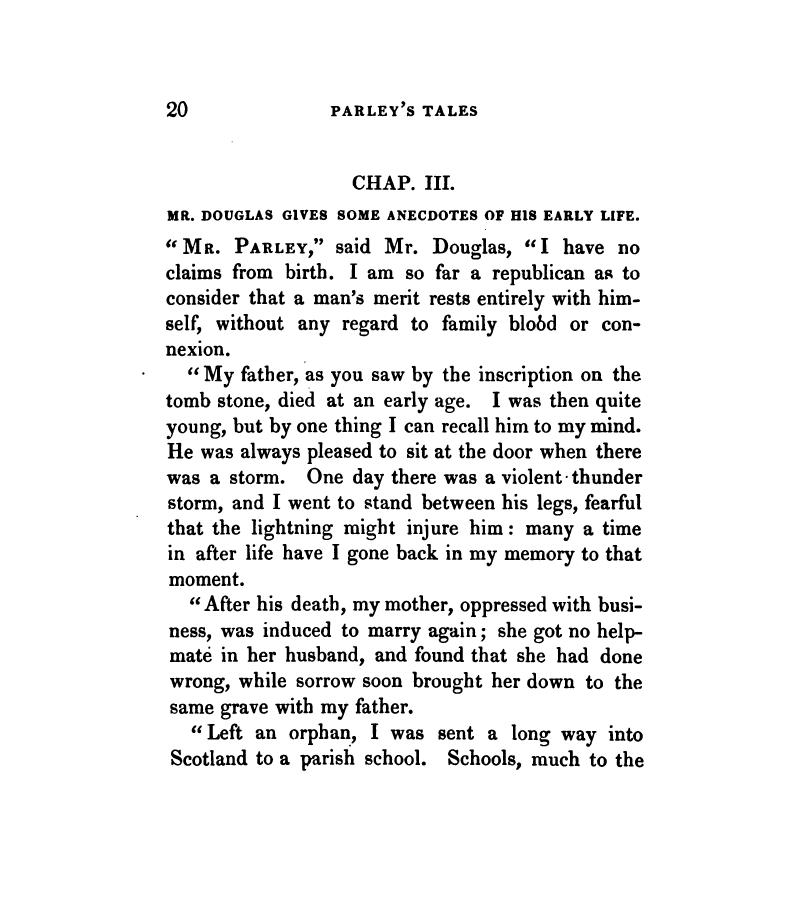 20 PARLEY'S TALES
CHAP. III.
MR. DOUGLAS GIVES SOME ANECDOTES OF HIS EARLY LIFE.
“MR. PARLEY,” said Mr. Douglas, “I have no
claims from birth. I am so far a republican as to
consider that a man's merit rests entirely with him-
self, without any regard to family blood or con-
nexion.
“My father, as you saw by the inscription on the
tomb stone, died at an early age. I was then quite
young, but by one thing I can recall him to my mind.
He was always pleased to sit at the door when there
was a storm. One day there was a violent thunder
storm, and I went to stand between his legs, fearful
that the lightning might injure him: many a time
in after life have I gone back in my memory to that
moment.
“After his death, my mother, oppressed with busi-
ness, was induced to marry again; she got no help-
mate in her husband, and found that she had done
wrong, while sorrow soon brought her down to the
same grave with my father.
“Left an orphan, I was sent a long way into
Scotland to a parish school. Schools, much to the